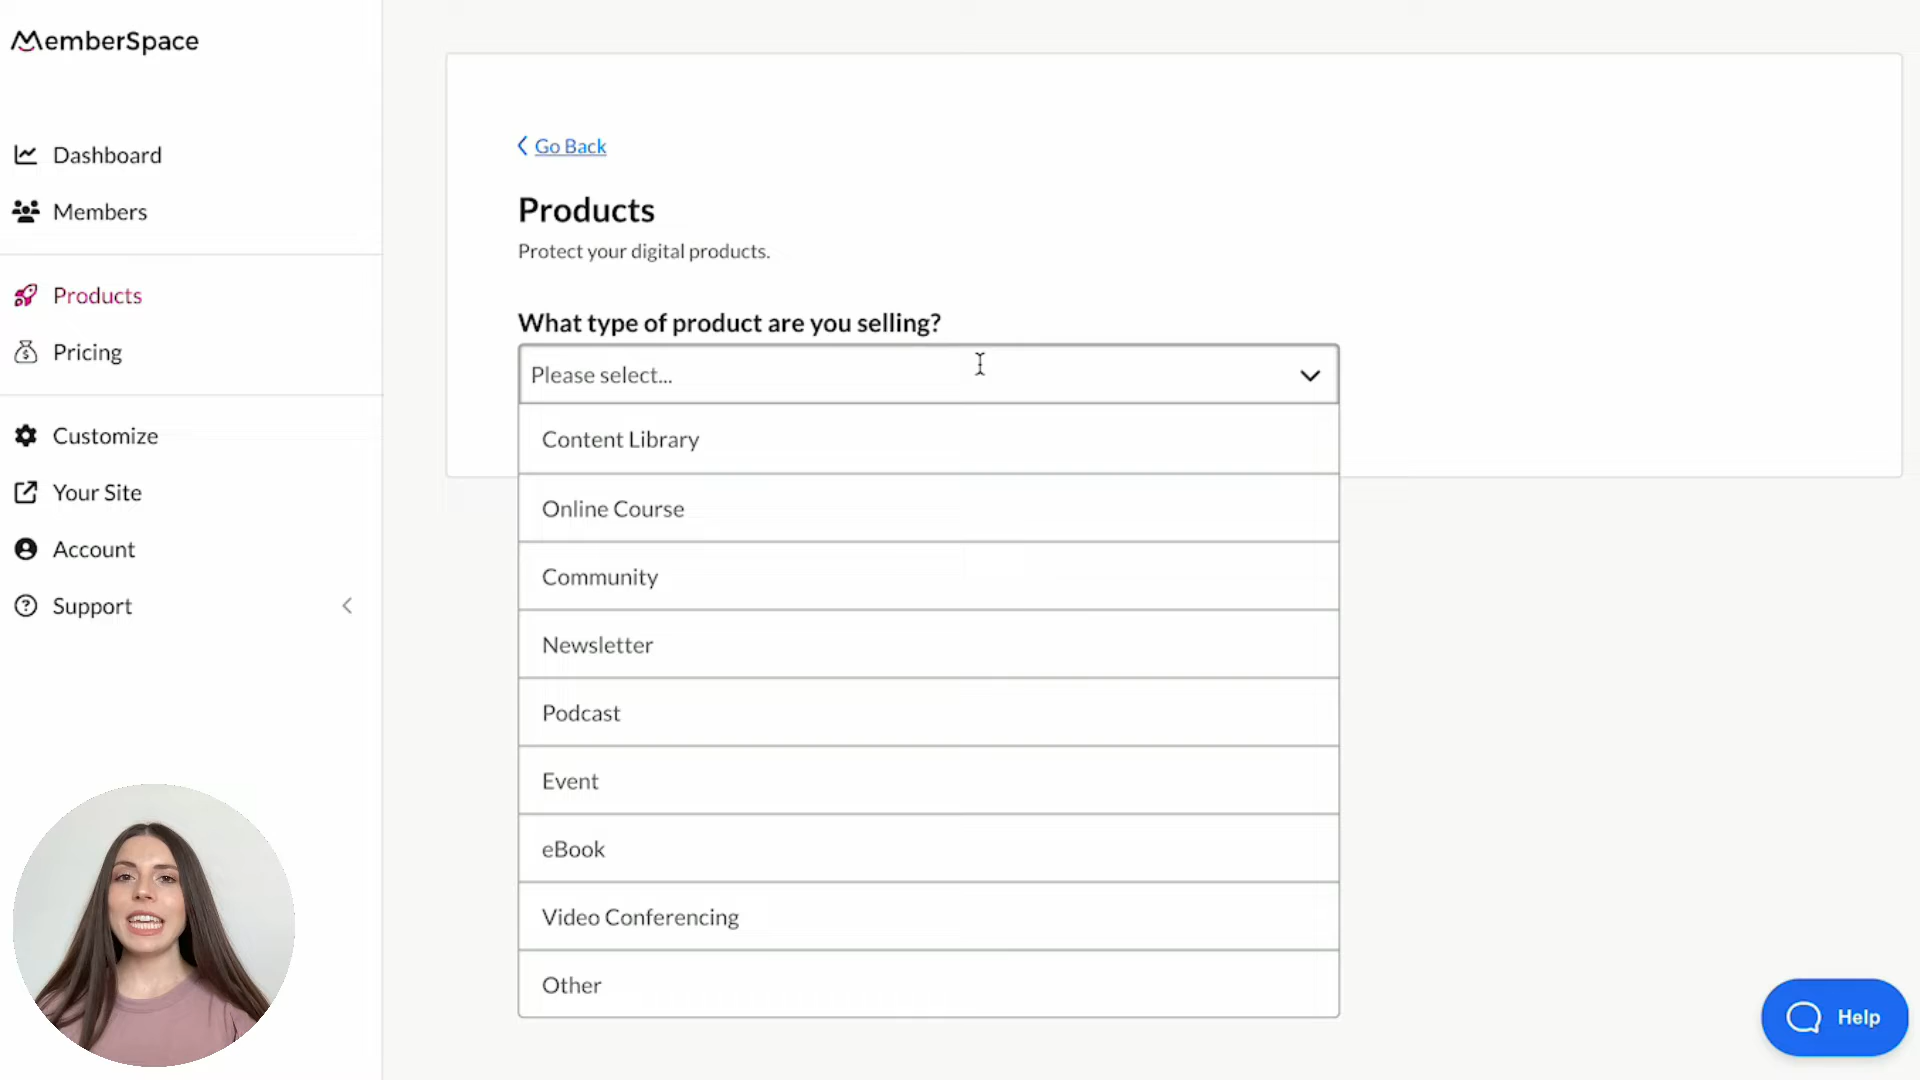 MemberSpace
Dashboard
Members
Products
Pricing
Customize
Your Site
Account
Support
Go Back
Products
Protect your digital products.
What type of product are you selling?
Please select...
Content Library
Online Course
Community
Newsletter
Podcast
Event
eBook
Video Conferencing
Other
Help